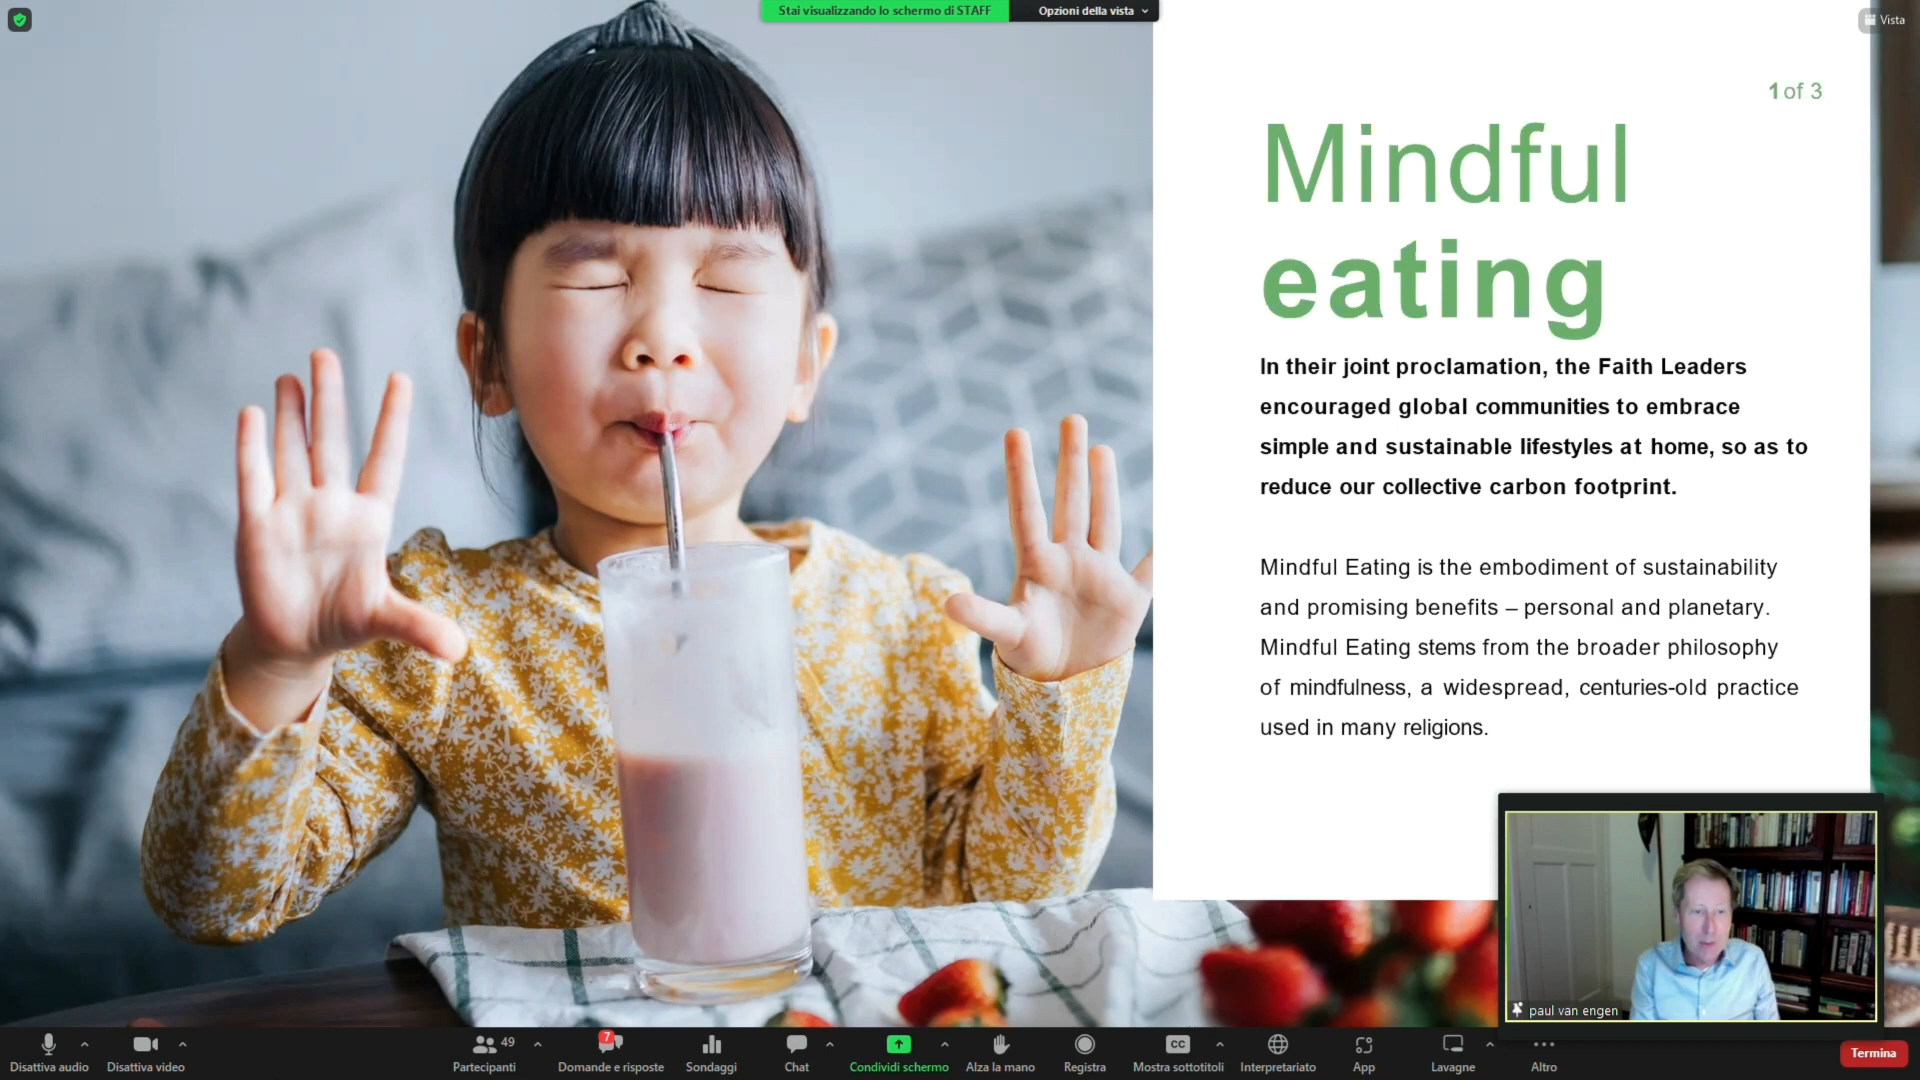 Stai visualizzando lo schermo di STAFF
Opzioni della vista
Vista
1 of 3
Mindful
eating
In their joint proclamation, the Faith Leaders
encouraged global communities to embrace
simple and sustainable lifestyles at home, so as to
reduce our collective carbon footprint.
Mindful Eating is the embodiment of sustainability
and promising benefits – personal and planetary.
Mindful Eating stems from the broader philosophy
of mindfulness, a widespread, centuries-old practice
used in many religions.
paul van engen
Disattiva audio
Disattiva video
49
Partecipanti
7
Domande e risposte
Sondaggi
Chat
Condividi schermo
Alza la mano
Registra
CC
Mostra sottotitoli
Interpretariato
App
Lavagne
Altro
Termina